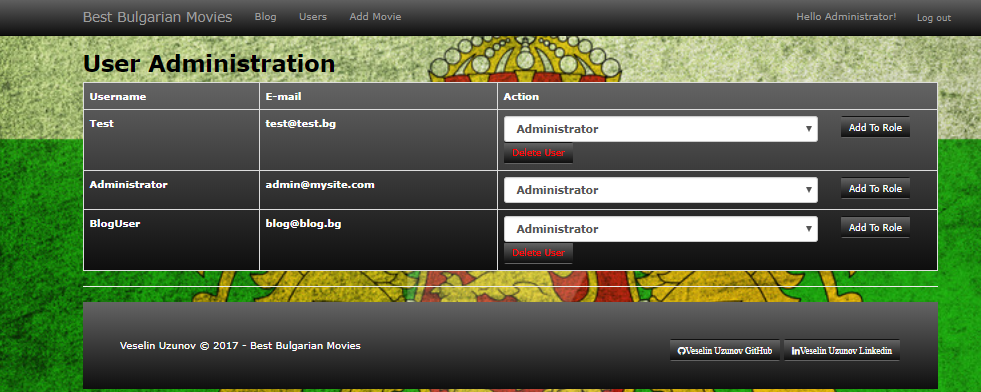 Best Bulgarian Movies Blog Users Add Movie Hello Administrator! Log out
User Administration
Username E-mail Action
Test test@test.bg Administrator Add To Role
Delete User
Administrator admin@mysite.com Administrator Add To Role
BlogUser blog@blog.bg Administrator Add To Role
Delete User
Veselin Uzunov © 2017 - Best Bulgarian Movies Veselin Uzunov GitHub Veselin Uzunov Linkedin